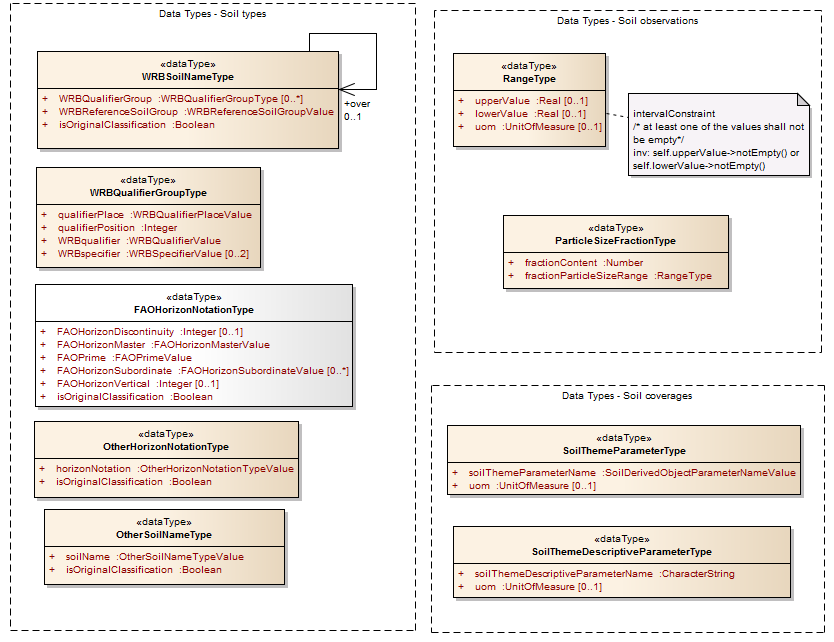 Data Types - Soil types
«dataType»
WRBSoilNameType
+ WRBQualifierGroup :WRBQualifierGroupType [0..*]
+ WRBReferenceSoilGroup :WRBReferenceSoilGroupValue
+ isOriginalClassification :Boolean
+over
0..1
«dataType»
WRBQualifierGroupType
+ qualifierPlace :WRBQualifierPlaceValue
+ qualifierPosition :Integer
+ WRBqualifier :WRBQualifierValue
+ WRBspecifier :WRBSpecifierValue [0..2]
«dataType»
FAOHorizonNotationType
+ FAOHorizonDiscontinuity :Integer [0..1]
+ FAOHorizonMaster :FAOHorizonMasterValue
+ FAOPrime :FAOPrimeValue
+ FAOHorizonSubordinate :FAOHorizonSubordinateValue [0..*]
+ FAOHorizonVertical :Integer [0..1]
+ isOriginalClassification :Boolean
«dataType»
OtherHorizonNotationType
+ horizonNotation :OtherHorizonNotationTypeValue
+ isOriginalClassification :Boolean
«dataType»
OtherSoilNameType
+ soilName :OtherSoilNameTypeValue
+ isOriginalClassification :Boolean
Data Types - Soil observations
«dataType»
RangeType
+ upperValue :Real [0..1]
+ lowerValue :Real [0..1]
+ uom :UnitOfMeasure [0..1]
intervalConstraint
/* at least one of the values shall not
be empty*/
inv: self.upperValue->notEmpty() or
self.lowerValue->notEmpty()
«dataType»
ParticleSizeFractionType
+ fractionContent :Number
+ fractionParticleSizeRange :RangeType
Data Types - Soil coverages
«dataType»
SoilThemeParameterType
+ soilThemeParameterName :SoilDerivedObjectParameterNameValue
+ uom :UnitOfMeasure [0..1]
«dataType»
SoilThemeDescriptiveParameterType
+ soilThemeDescriptiveParameterName :CharacterString
+ uom :UnitOfMeasure [0..1]